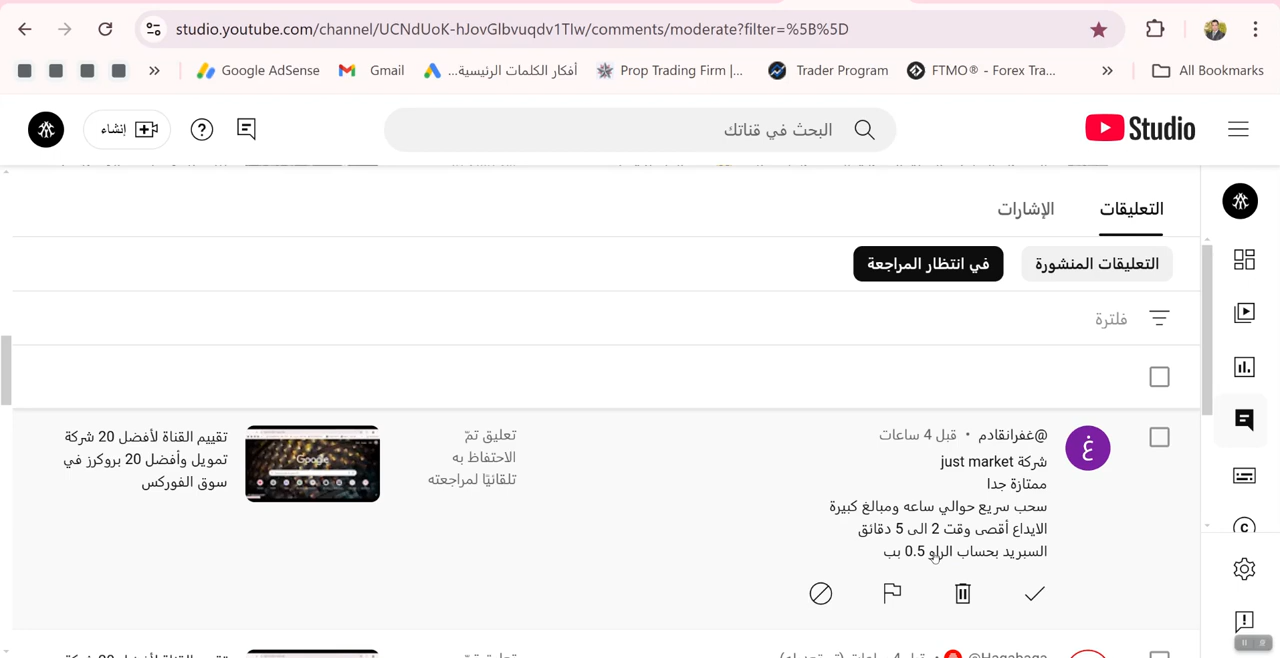 studio.youtube.com/channel/UCNdUoK-hJovGlbvuqdv1TIw/comments/moderate?filter=%5B%5D
Google AdSense
Gmail
أفكار الكلمات الرئيسية...
Prop Trading Firm |...
Trader Program
FTMO® - Forex Tra...
All Bookmarks
Studio
البحث في قناتك
إنشاء
التعليقات
الإشارات
التعليقات المنشورة
في انتظار المراجعة
فلترة
@غفرانقادم • قبل 4 ساعات
شركة just market
ممتازة جدا
سحب سريع حوالي ساعه ومبالغ كبيرة
الايداع أقصى وقت 2 الى 5 دقائق
السبريد بحساب الراو 0.5 بب
تعليق تمّ
الاحتفاظ به
تلقائيًا لمراجعته
Google
تقييم القناة لأفضل 20 شركة
تمويل وأفضل 20 بروكرز في
سوق الفوركس
غ